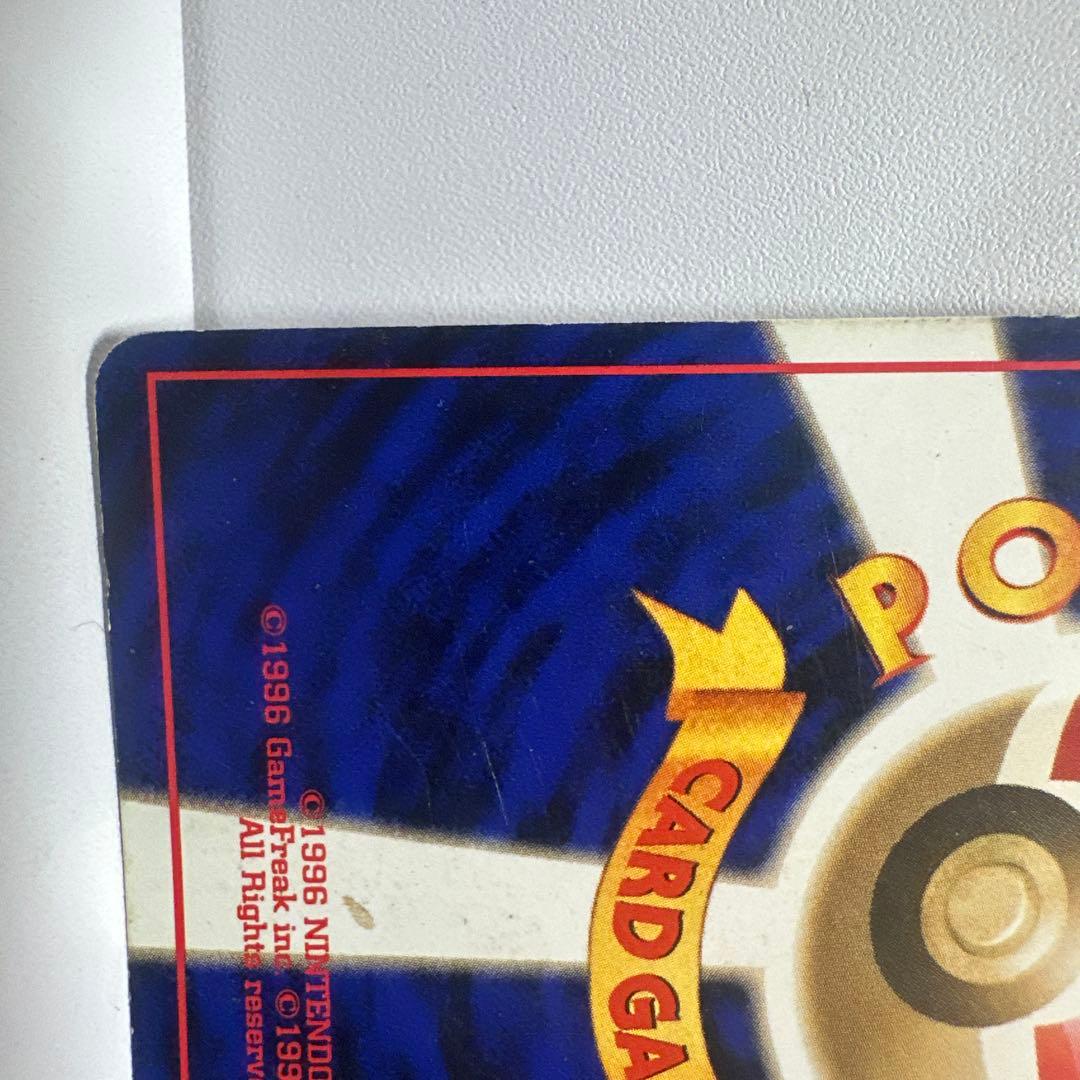 PO
CARD GA
©1996 NINTENDO
©1996 GameFreak inc. ©199
All Rights reserv